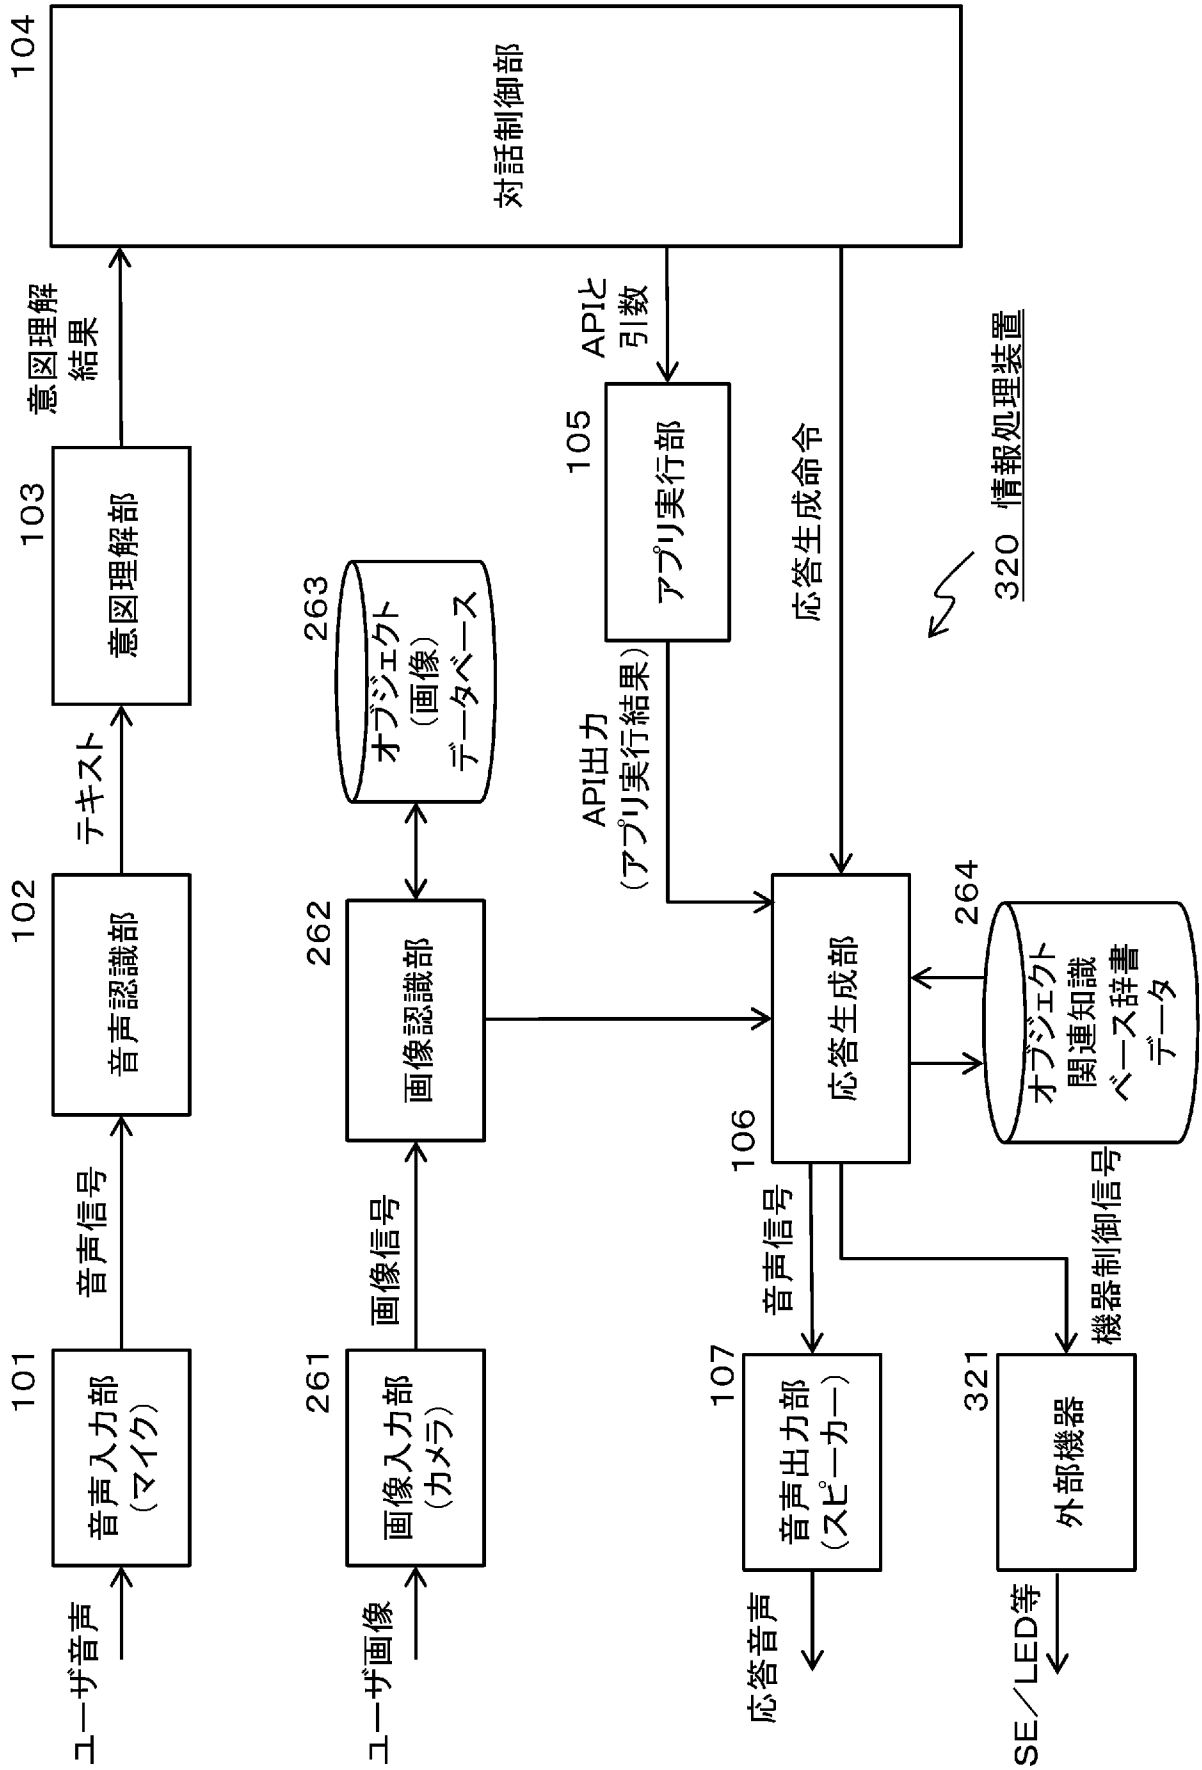 ユーザ音声
101
音声入力部
(マイク)
音声信号
102
音声認識部
テキスト
103
意図理解部
意図理解
結果
104
対話制御部
ユーザ画像
261
画像入力部
(カメラ)
画像信号
262
画像認識部
263
オブジェクト
(画像)
データベース
APIと
引数
105
アプリ実行部
API出力
(アプリ実行結果)
応答生成命令
106
応答生成部
264
オブジェクト
関連知識
ベース辞書
データ
音声信号
107
音声出力部
(スピーカー)
応答音声
機器制御信号
321
外部機器
SE/LED等
320 情報処理装置